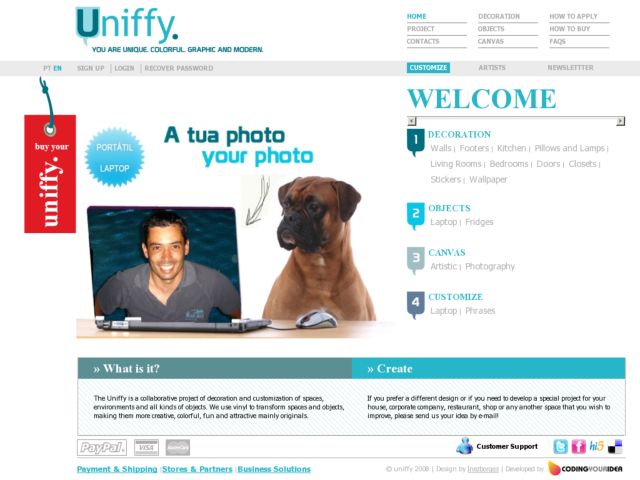 Uniffy.
YOU ARE UNIQUE. COLORFUL. GRAPHIC AND MODERN.
HOME DECORATION HOW TO APPLY
PROJECT OBJECTS HOW TO BUY
CONTACTS CANVAS FAQS
PT EN SIGN UP | LOGIN | RECOVER PASSWORD
CUSTOMIZE ARTISTS NEWSLETTTER
buy your
uniffy.
PORTÁTIL
LAPTOP
A tua photo
your photo
WELCOME
1 DECORATION
Walls | Footers | Kitchen | Pillows and Lamps |
Living Rooms | Bedrooms | Doors | Closets |
Stickers | Wallpaper
2 OBJECTS
Laptop | Fridges
3 CANVAS
Artistic | Photography
4 CUSTOMIZE
Laptop | Phrases
» What is it?
The Uniffy is a collaborative project of decoration and customization of spaces,
environments and all kinds of objects. We use vinyl to transform spaces and objects,
making them more creative, colorful, fun and attractive mainly originals.
» Create
If you prefer a different design or if you need to develop a special project for your
house, corporate company, restaurant, shop or any another space that you wish to
improve, please send us your idea by e-mail!
PayPal VISA MasterCard
Customer Support | t f hi5
Payment & Shipping | Stores & Partners | Business Solutions
© uniffy 2008 | Design by Ineborges | Developed by CODINGYOURIDEA